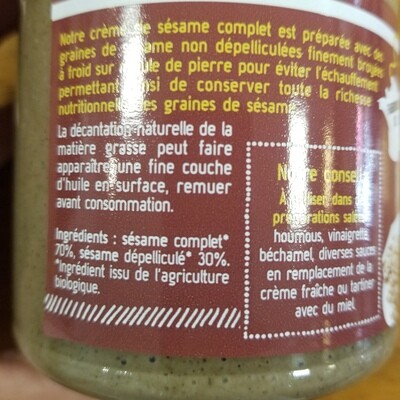 Notre crème de sésame complet est préparée avec des
graines de sésame non dépelliculées finement broyées
à froid sur meule de pierre pour éviter l'échauffement
permettant ainsi de conserver toute la richesse
nutritionnelle des graines de sésame.
La décantation naturelle de la
matière grasse peut faire
apparaître une fine couche
d'huile en surface, remuer
avant consommation.
Ingrédients : sésame complet*
70%, sésame dépelliculé* 30%.
*Ingrédient issu de l'agriculture
biologique.
Notre conseil
À utiliser dans
préparations salées
houmous, vinaigrette,
béchamel, diverses sauces
en remplacement de la
crème fraîche ou tartiner
avec du miel.